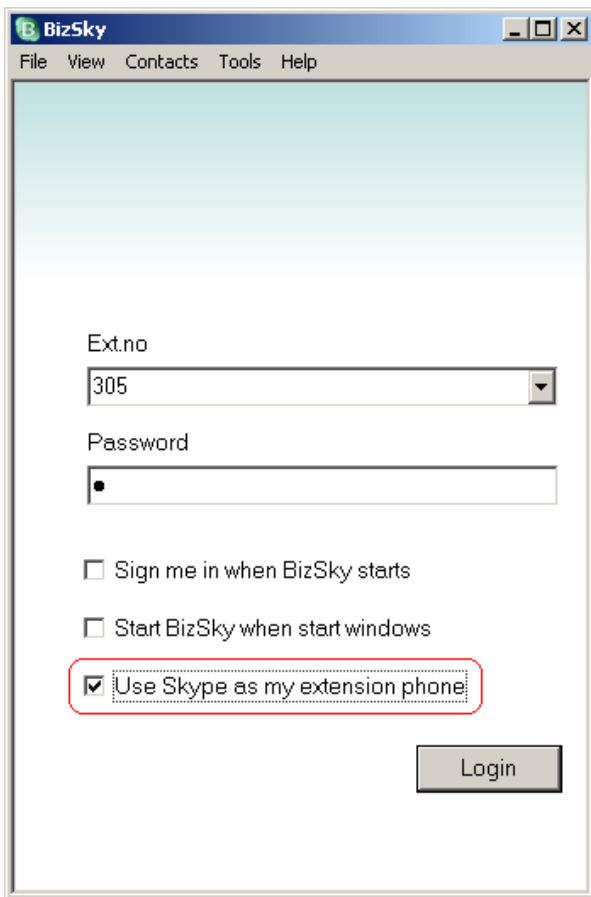 BizSky
File View Contacts Tools Help
Ext.no
305
Password
●
Sign me in when BizSky starts
Start BizSky when start windows
Use Skype as my extension phone
Login